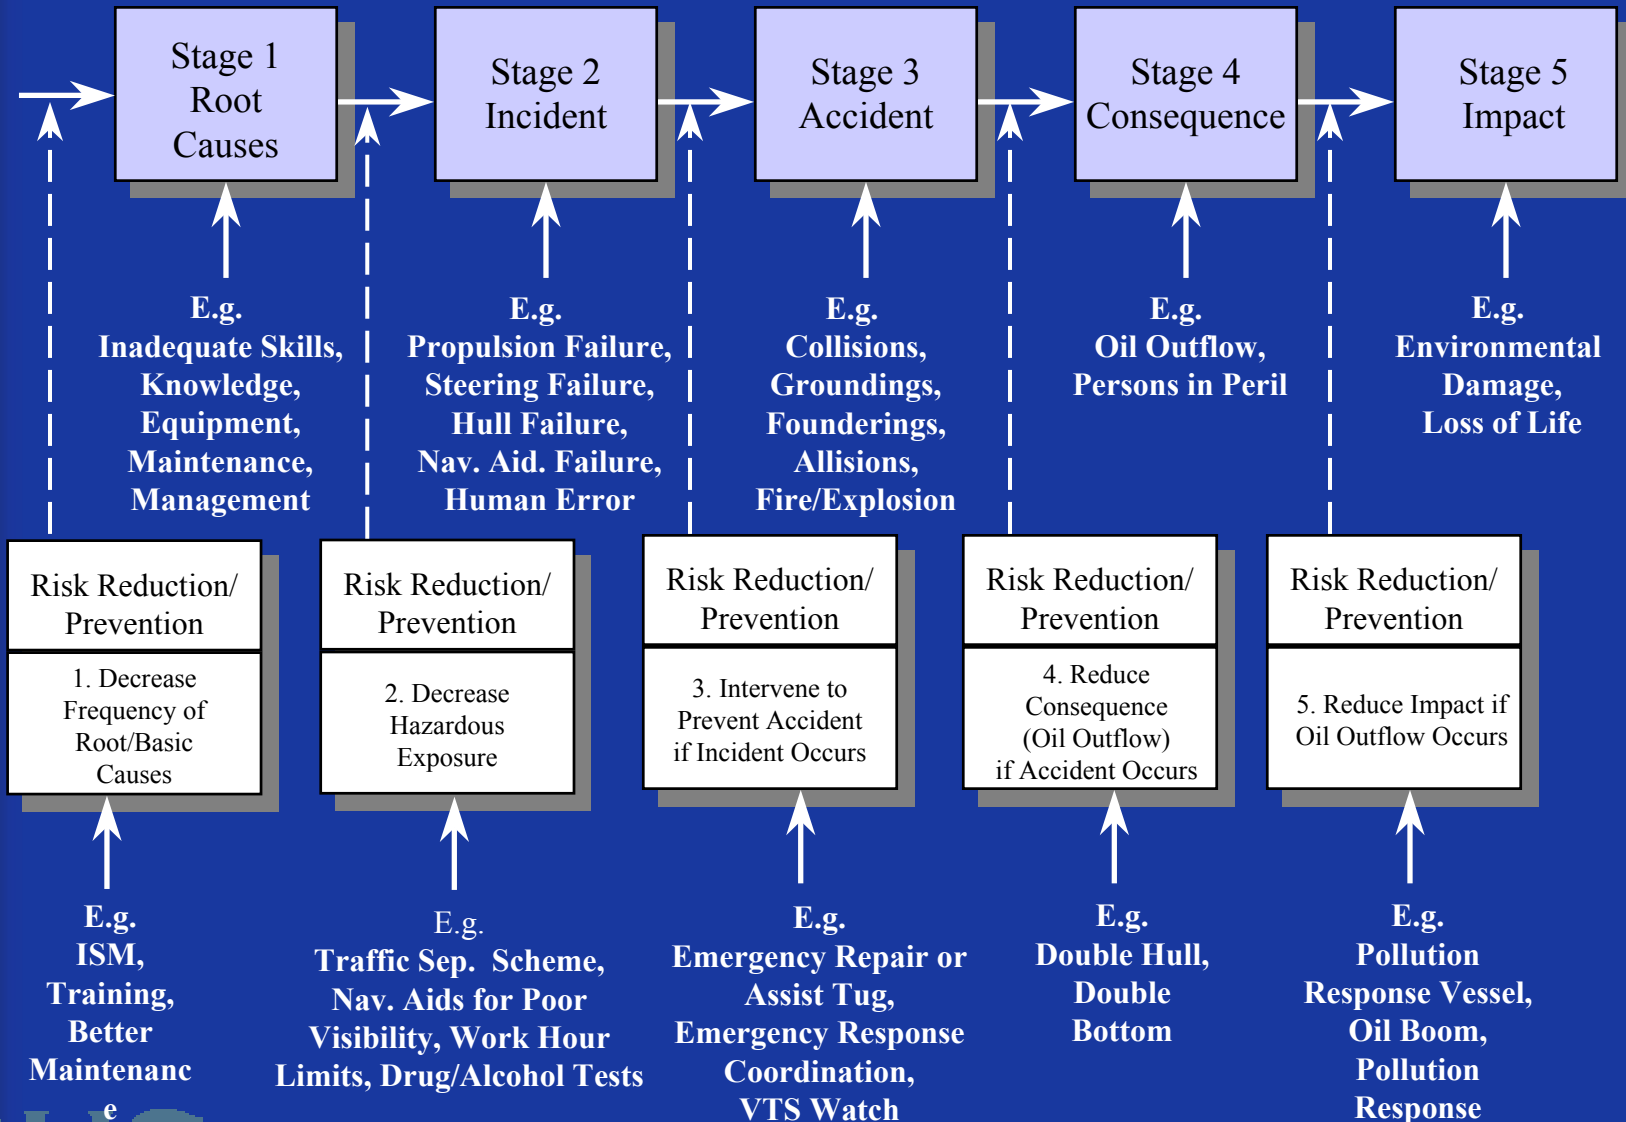 Stage 1
Root
Causes
Stage 2
Incident
Stage 3
Accident
Stage 4
Consequence
Stage 5
Impact
E.g.
Inadequate Skills,
Knowledge,
Equipment,
Maintenance,
Management
E.g.
Propulsion Failure,
Steering Failure,
Hull Failure,
Nav. Aid. Failure,
Human Error
E.g.
Collisions,
Groundings,
Founderings,
Allisions,
Fire/Explosion
E.g.
Oil Outflow,
Persons in Peril
E.g.
Environmental
Damage,
Loss of Life
Risk Reduction/
Prevention
1. Decrease
Frequency of
Root/Basic
Causes
Risk Reduction/
Prevention
2. Decrease
Hazardous
Exposure
Risk Reduction/
Prevention
3. Intervene to
Prevent Accident
if Incident Occurs
Risk Reduction/
Prevention
4. Reduce
Consequence
(Oil Outflow)
if Accident Occurs
Risk Reduction/
Prevention
5. Reduce Impact if
Oil Outflow Occurs
E.g.
ISM,
Training,
Better
Maintenanc
e
E.g.
Traffic Sep. Scheme,
Nav. Aids for Poor
Visibility, Work Hour
Limits, Drug/Alcohol Tests
E.g.
Emergency Repair or
Assist Tug,
Emergency Response
Coordination,
VTS Watch
E.g.
Double Hull,
Double
Bottom
E.g.
Pollution
Response Vessel,
Oil Boom,
Pollution
Response